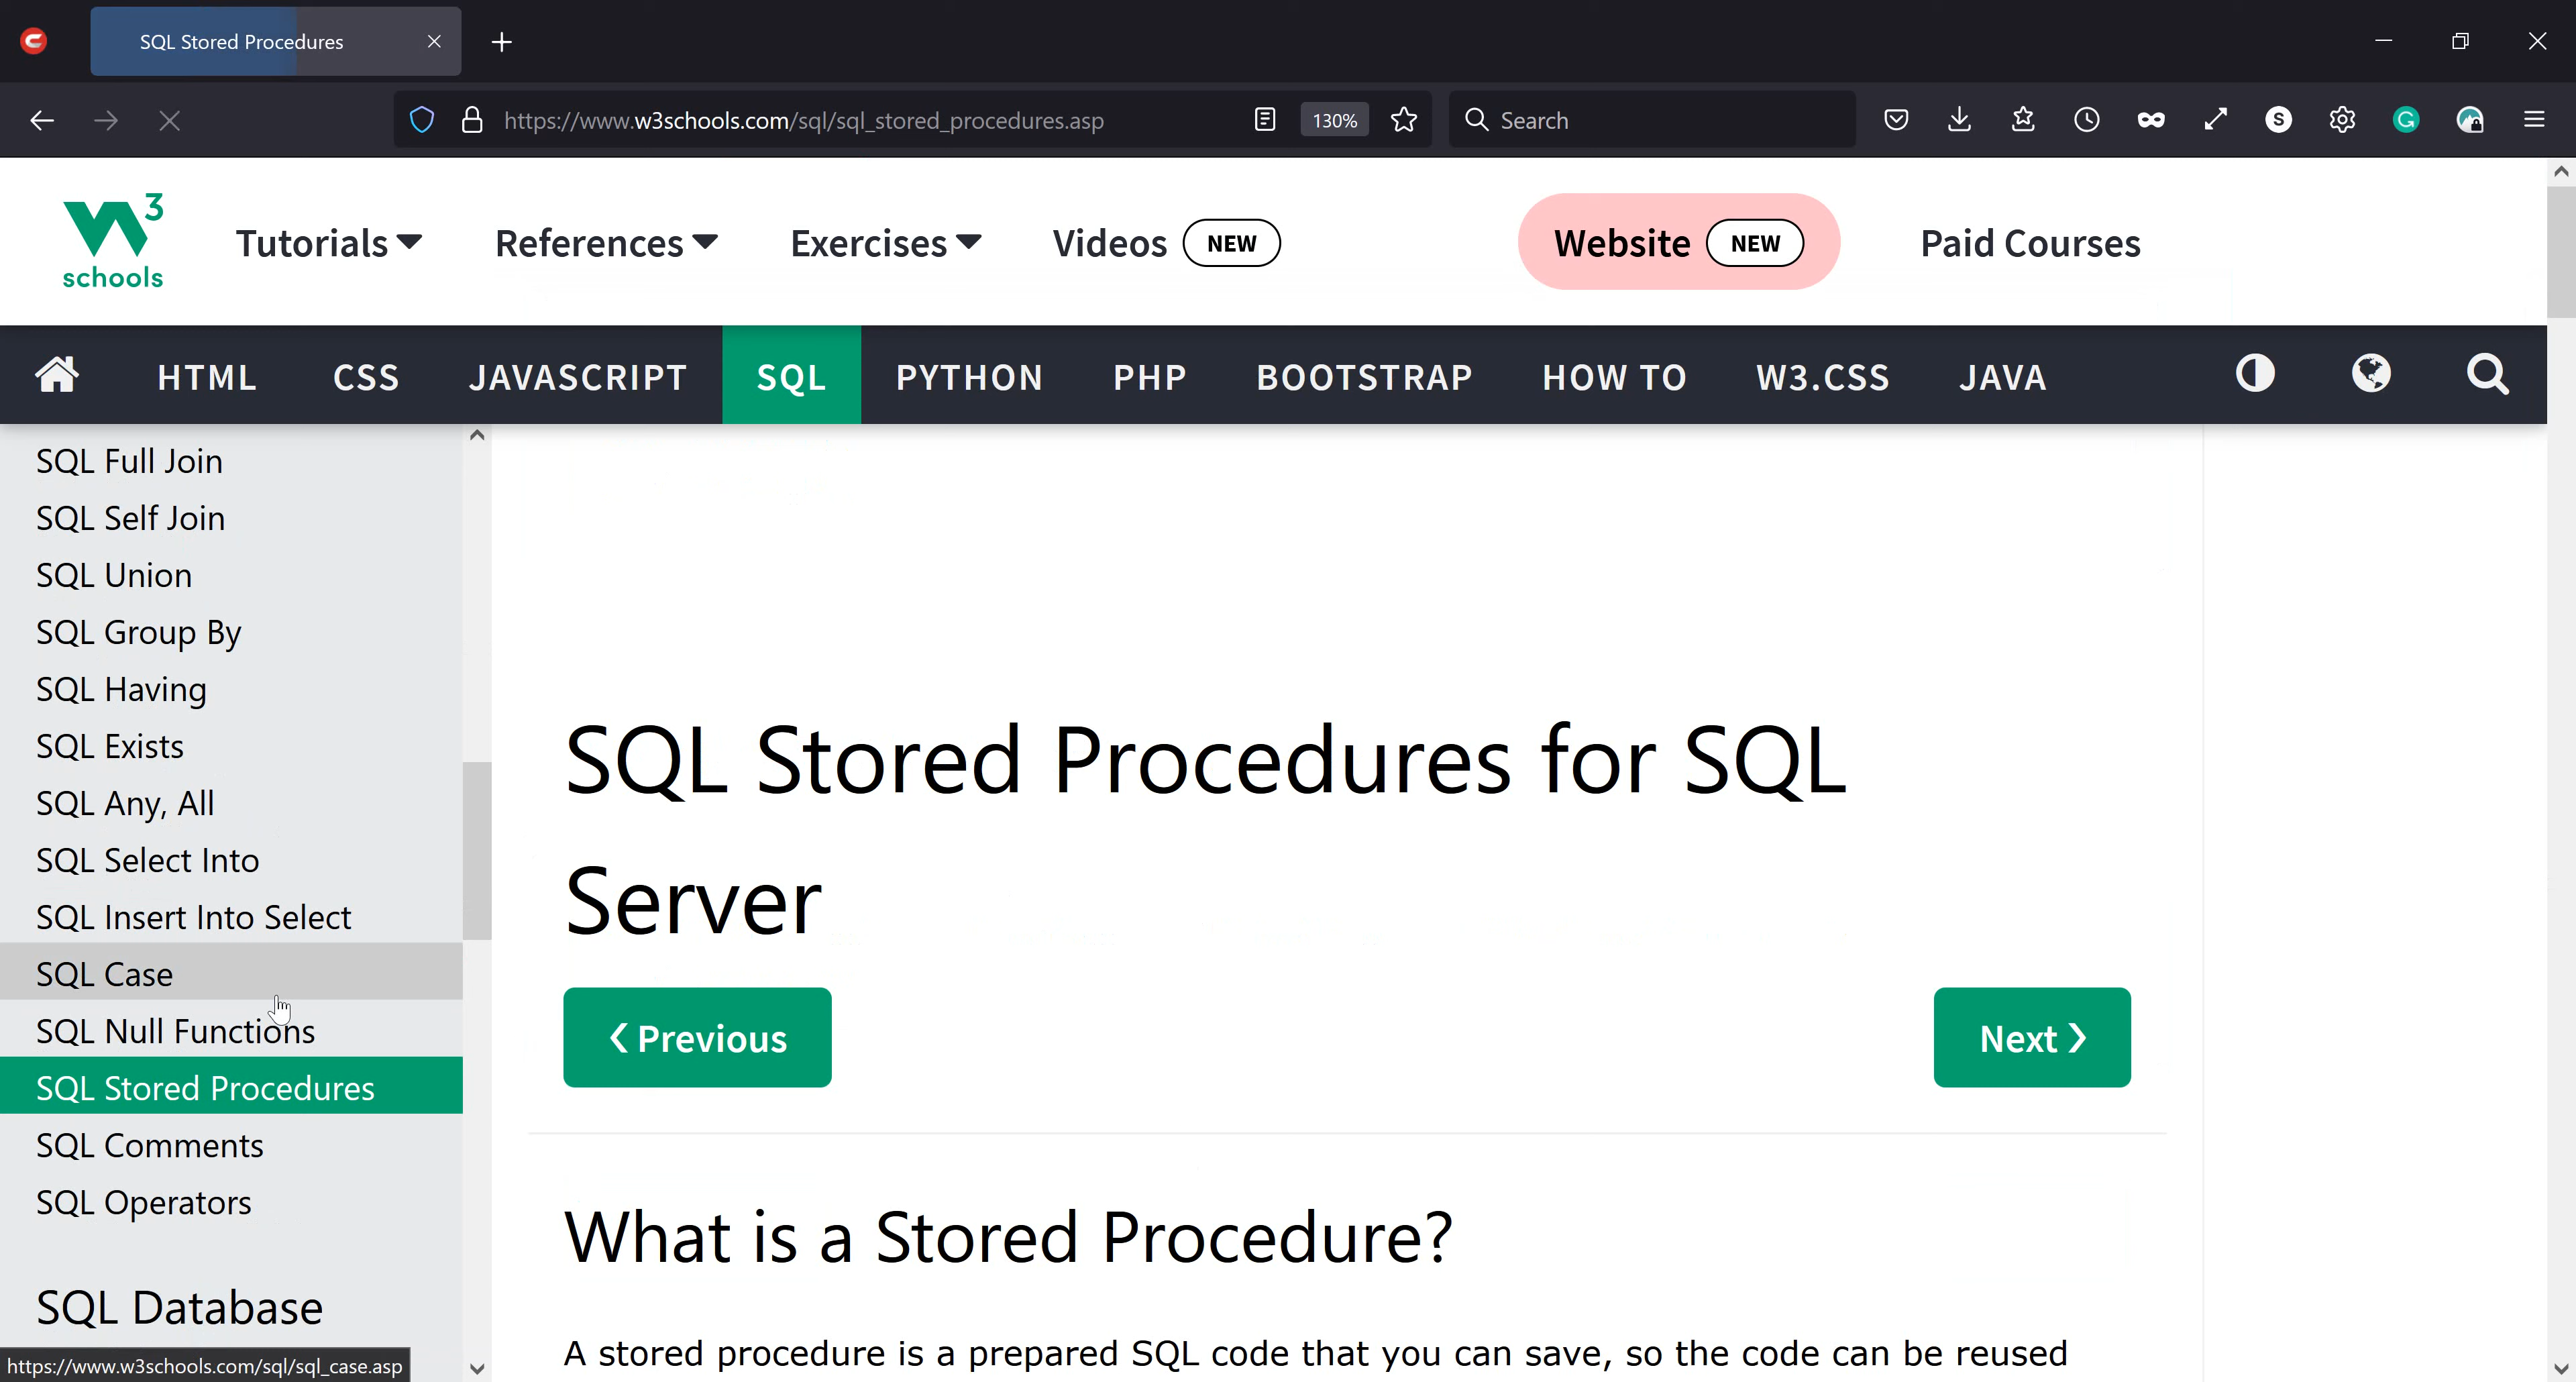 SQL Stored Procedures
https://www.w3schools.com/sql/sql_stored_procedures.asp
130%
Search
S
G
W3
schools
Tutorials
References
Exercises
Videos NEW
Website NEW
Paid Courses
HTML
CSS
JAVASCRIPT
SQL
PYTHON
PHP
BOOTSTRAP
HOW TO
W3.CSS
JAVA
SQL Full Join
SQL Self Join
SQL Union
SQL Group By
SQL Having
SQL Exists
SQL Any, All
SQL Select Into
SQL Insert Into Select
SQL Case
SQL Null Functions
SQL Stored Procedures
SQL Comments
SQL Operators
SQL Database
https://www.w3schools.com/sql/sql_case.asp
SQL Stored Procedures for SQL
Server
❮ Previous
Next ❯
What is a Stored Procedure?
A stored procedure is a prepared SQL code that you can save, so the code can be reused